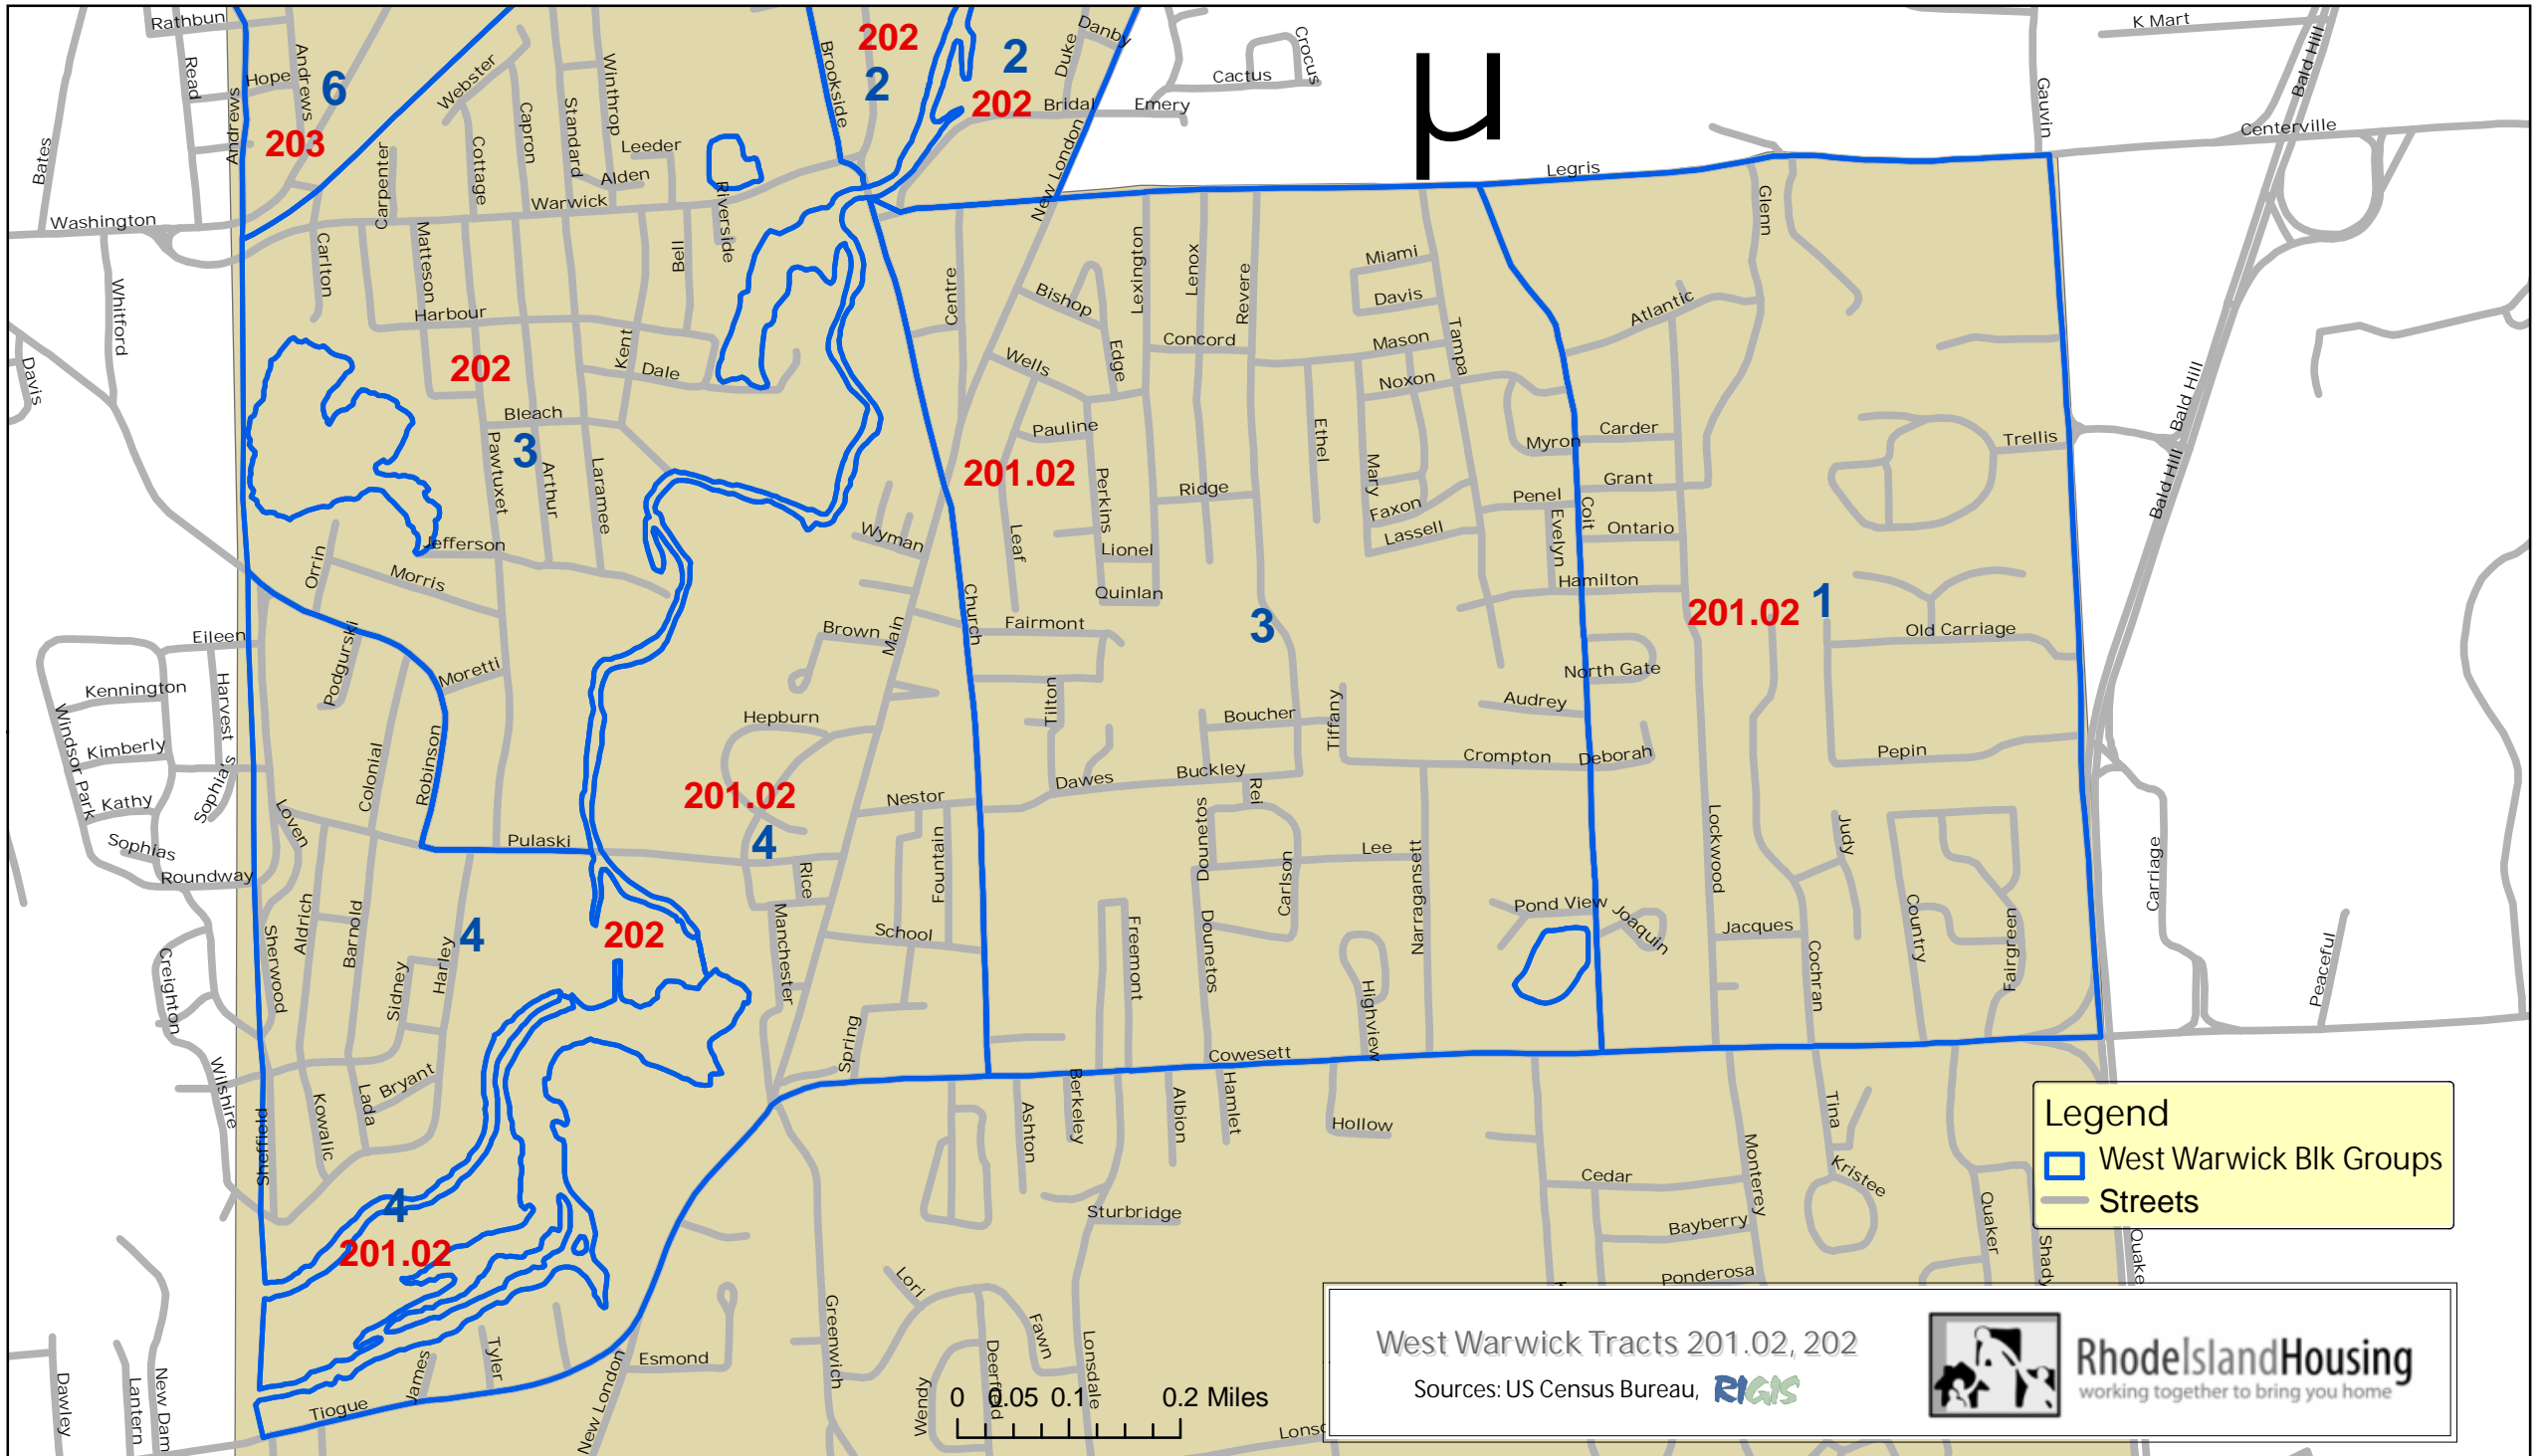 Rathbun
Read
Hope
Andrews
Andrews
6
203
Bates
Washington
Webster
Capron
Standard
Winthrop
Leeder
Alden
Warwick
Carpenter
Cottage
Carlton
Matteson
Riverside
Bell
Brookside
202
2
2
202
Duke
Danby
Bridal
Emery
New London
Cactus
Crocus
µ
Legris
Gauvin
K Mart
Bald Hill
Centerville
Glenn
Whitford
Davis
Harbour
Kent
Dale
202
Bleach
3
Pawtuxet
Arthur
Laramee
Jefferson
Morris
Orrin
Centre
Bishop
Lexington
Lenox
Revere
Concord
Wells
Edge
Pauline
201.02
Perkins
Leaf
Lionel
Quinlan
Ridge
Wyman
Church
Main
Brown
Fairmont
Miami
Davis
Mason
Noxon
Tampa
Ethel
Mary
Faxon
Lassell
Myron
Penel
Evelyn
Coit
Atlantic
Carder
Grant
Ontario
Hamilton
Trellis
Bald Hill
Bald Hill
201.02
1
Old Carriage
3
North Gate
Audrey
Eileen
Kennington
Harvest
Windsor Park
Kimberly
Kathy
Sophia's
Sophias
Roundway
Podgurski
Moretti
Robinson
Colonial
Loven
Pulaski
Hepburn
201.02
4
Nestor
Tilton
Dawes
Buckley
Boucher
Tiffany
Rei
Crompton
Deborah
Pepin
Lockwood
Judy
Rice
Fountain
Manchester
School
Spring
Dounetos
Dounetos
Carlson
Lee
Narragansett
Freemont
Highview
Pond View
Joaquin
Jacques
Cochran
Country
Fairgreen
Carriage
Peaceful
Creighton
Wilshire
Sherwood
Aldrich
Barnold
Sidney
Harley
4
202
Bryant
Lada
Kowalic
Sheffield
4
201.02
Cowesett
Ashton
Berkeley
Albion
Hamlet
Hollow
Sturbridge
Cedar
Monterey
Bayberry
Ponderosa
Tina
Kristee
Quaker
Shady
Quake
Legend
West Warwick Blk Groups
Streets
Dawley
Lantern
New Dam
Tiogue
James
Tyler
New London
Esmond
Greenwich
Lori
Wendy
Deerfield
Fawn
Lonsdale
Lonsd
0 0.05 0.1 0.2 Miles
West Warwick Tracts 201.02, 202
Sources: US Census Bureau, RIGIS
RhodeIslandHousing
working together to bring you home